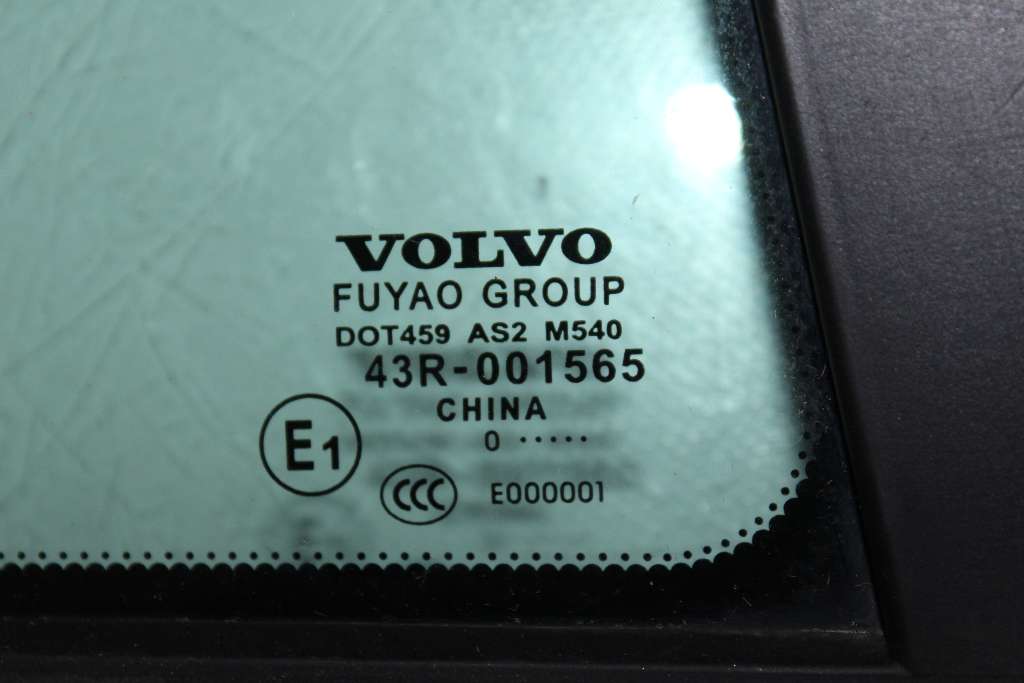 VOLVO
FUYAO GROUP
DOT459 AS2 M540
43R-001565
CHINA
0 ·····
E1
CCC E000001